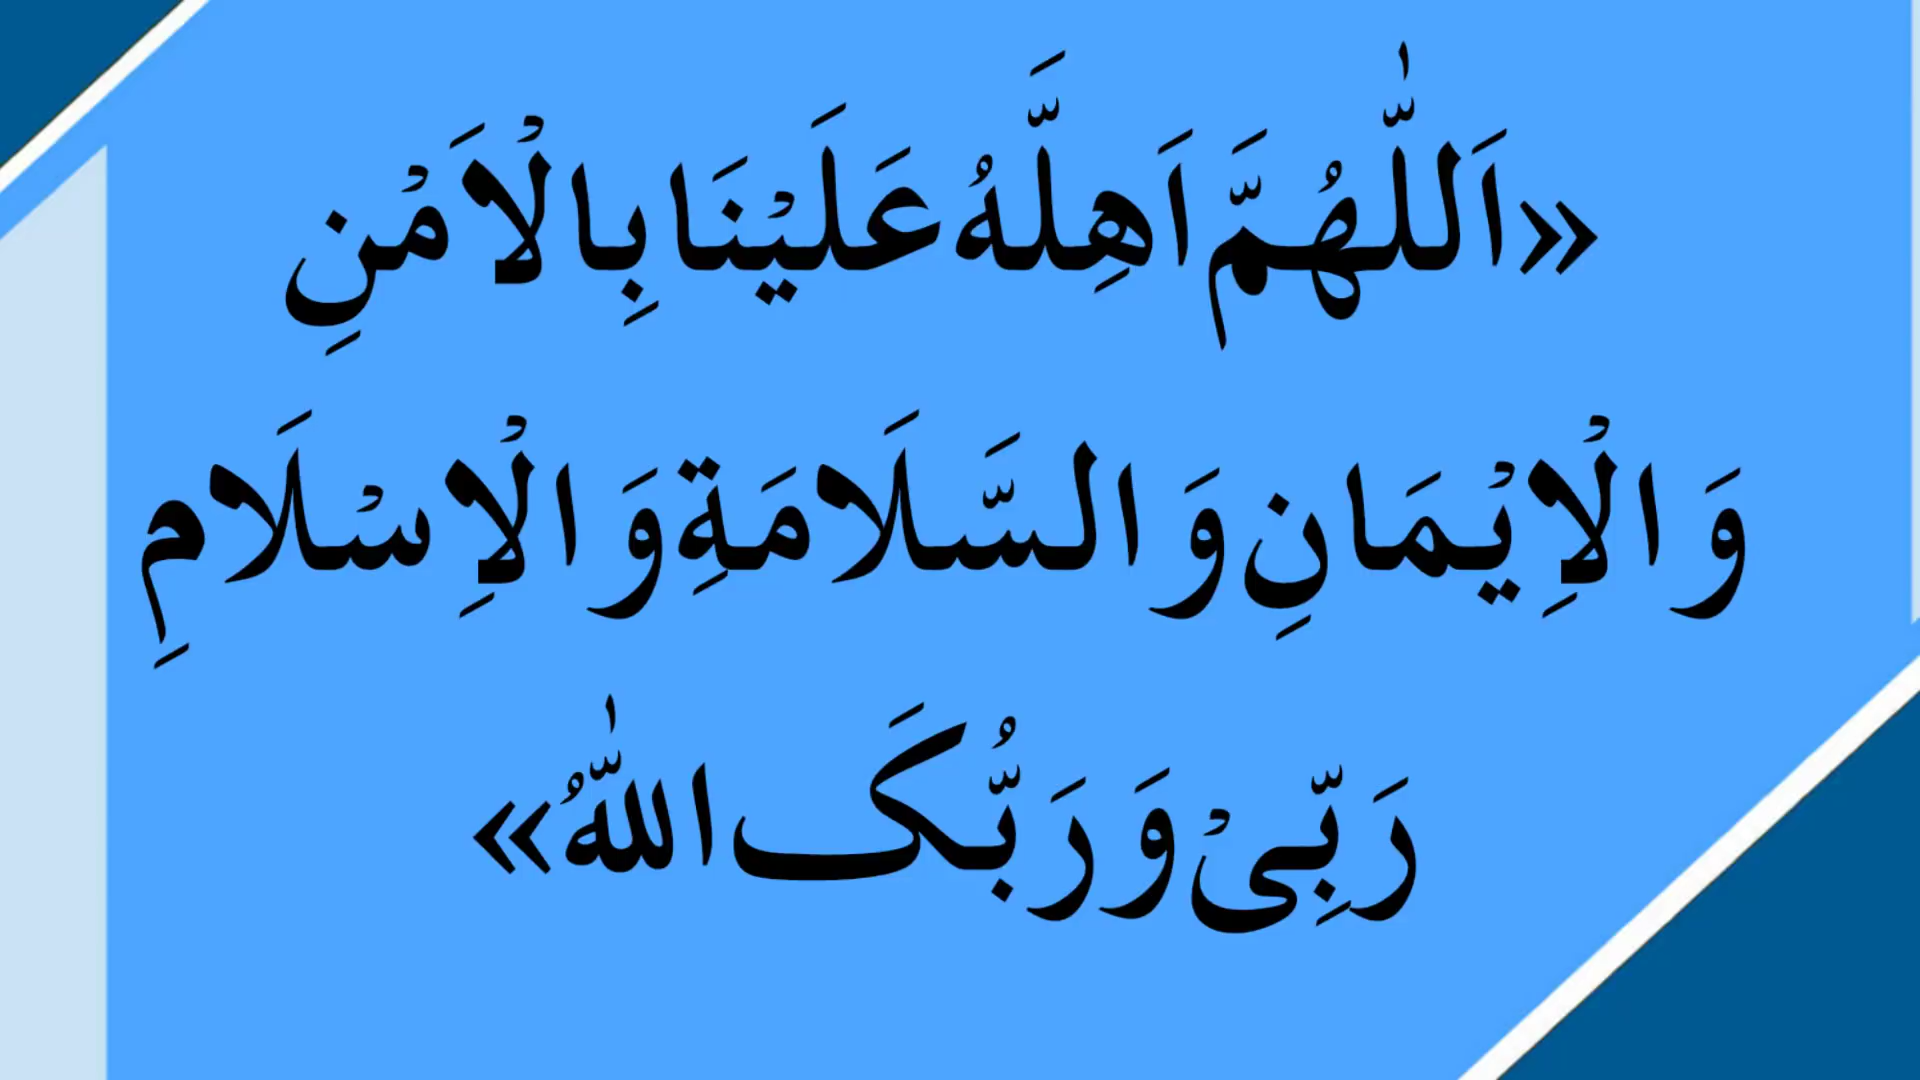 «اَللّٰهُمَّ اَهِلَّهُ عَلَيْنَا بِالْاَمْنِ
وَ الْاِيْمَانِ وَ السَّلَامَةِ وَ الْاِسْلَامِ
رَبِّیْ وَ رَبُّکَ اللّٰهُ»